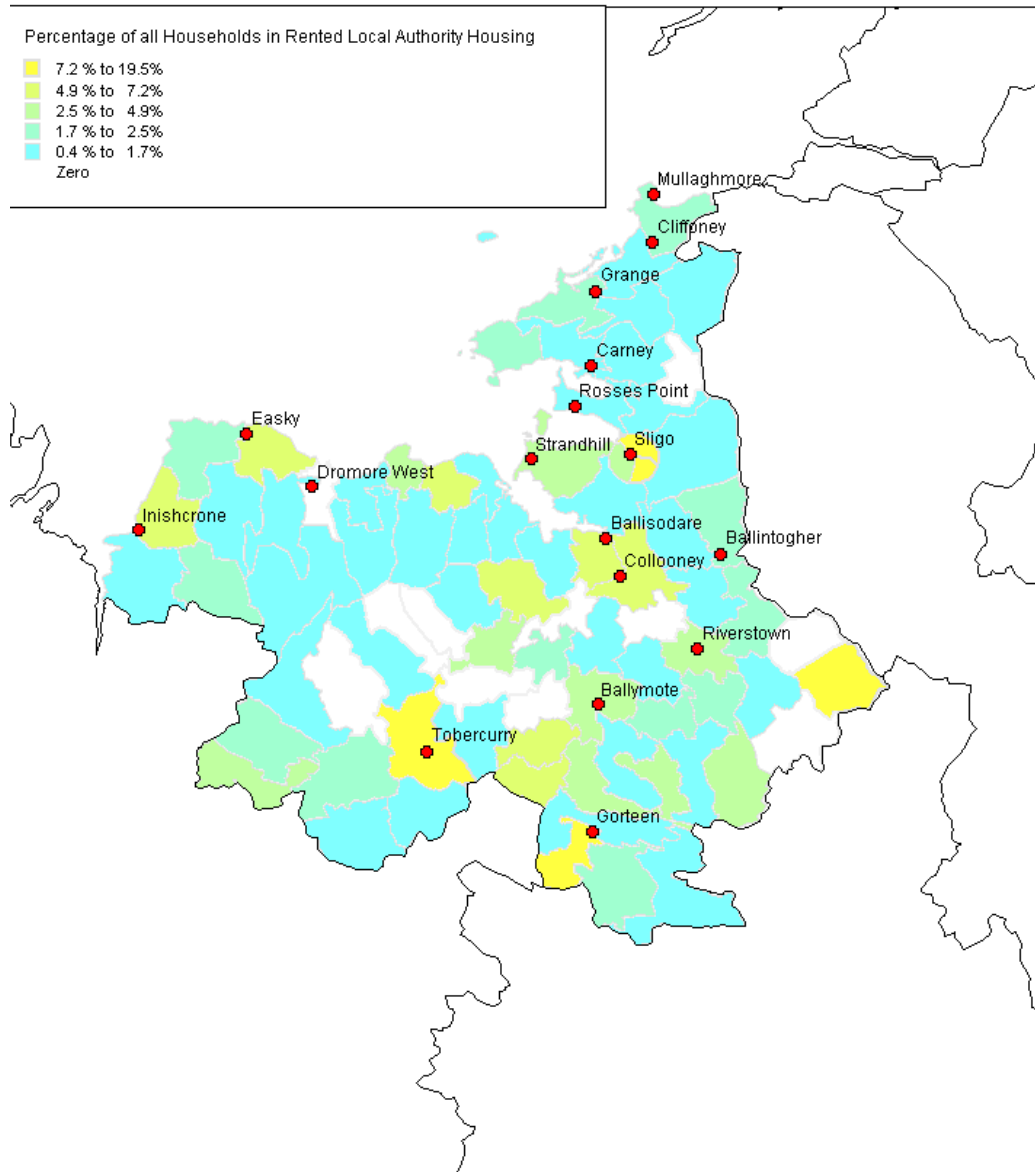 Percentage of all Households in Rented Local Authority Housing
7.2 % to 19.5%
4.9 % to 7.2%
2.5 % to 4.9%
1.7 % to 2.5%
0.4 % to 1.7%
Zero
Mullaghmore
Cliffoney
Grange
Carney
Rosses Point
Easky
Strandhill
Sligo
Dromore West
Inishcrone
Ballisodare
Ballintogher
Collooney
Riverstown
Ballymote
Tobercurry
Gorteen